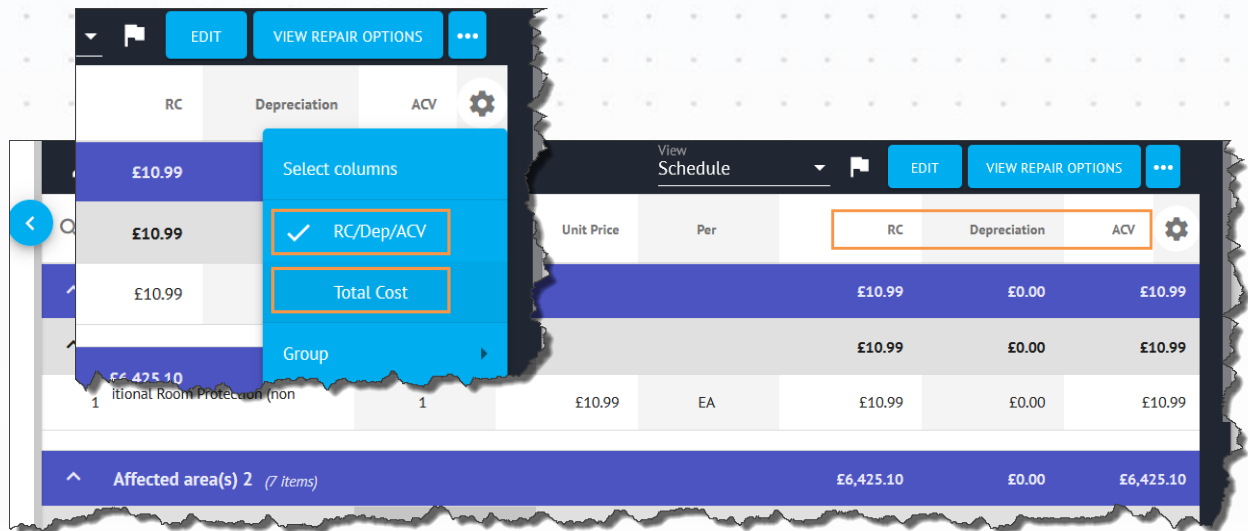 EDIT VIEW REPAIR OPTIONS •••
RC Depreciation ACV
£10.99 Select columns
£10.99 RC/Dep/ACV
£10.99 Total Cost
Group
£6,425.10
View
Schedule EDIT VIEW REPAIR OPTIONS •••
Unit Price Per RC Depreciation ACV
£10.99 £0.00 £10.99
£10.99 £0.00 £10.99
1 itional Room Protection (non 1 £10.99 EA £10.99 £0.00 £10.99
Affected area(s) 2 (7 items) £6,425.10 £0.00 £6,425.10